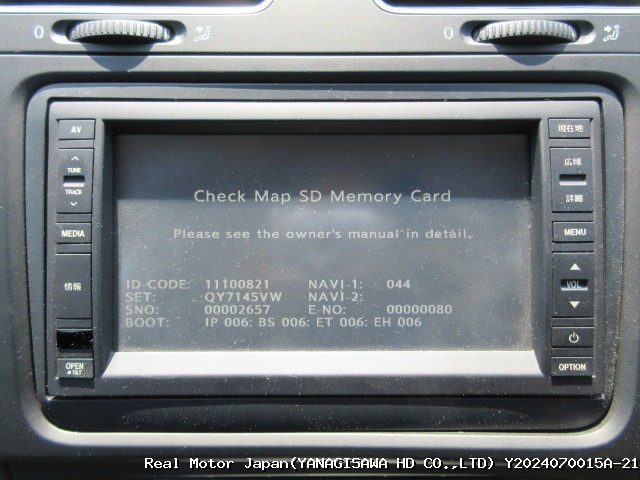 0 0
AV
TUNE
TRACK
MEDIA
情報
OPEN
TILT
Check Map SD Memory Card
Please see the owner's manual in detail.
ID-CODE: 11100821 NAVI-1: 044
SET: QY7145VW NAVI-2:
SNO: 00002657 E-NO: 00000080
BOOT: IP 006: BS 006: ET 006: EH 006
現在地
広域
詳細
MENU
VOL
OPTION
Real Motor Japan(YANAGISAWA HD CO.,LTD) Y2024070015A-21